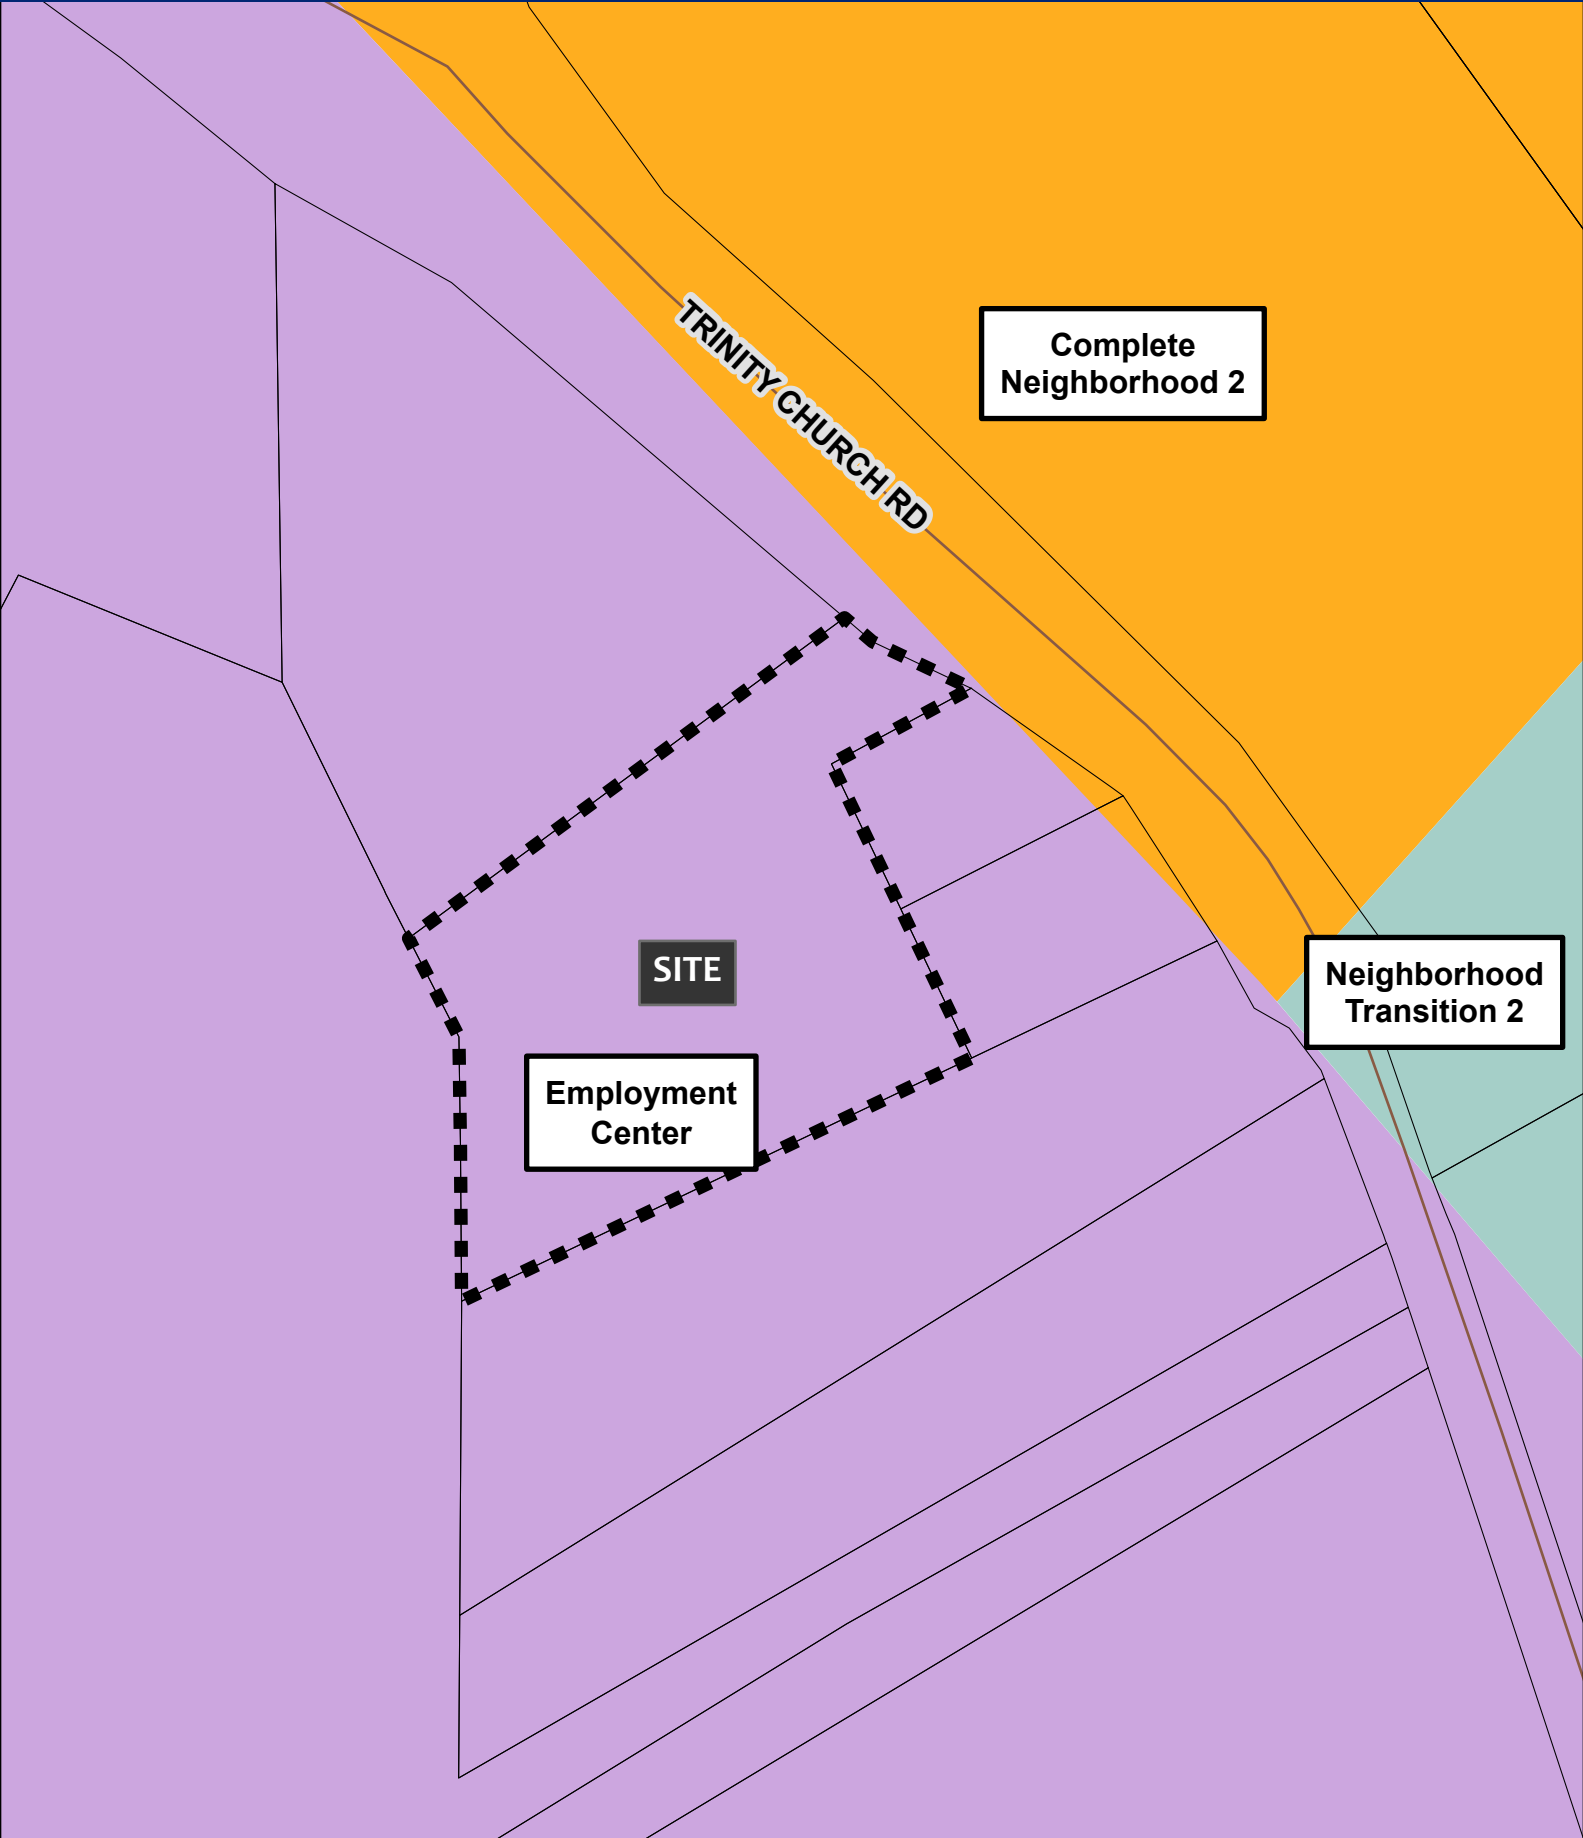 TRINITY CHURCH RD
Complete
Neighborhood 2
SITE
Neighborhood
Transition 2
Employment
Center